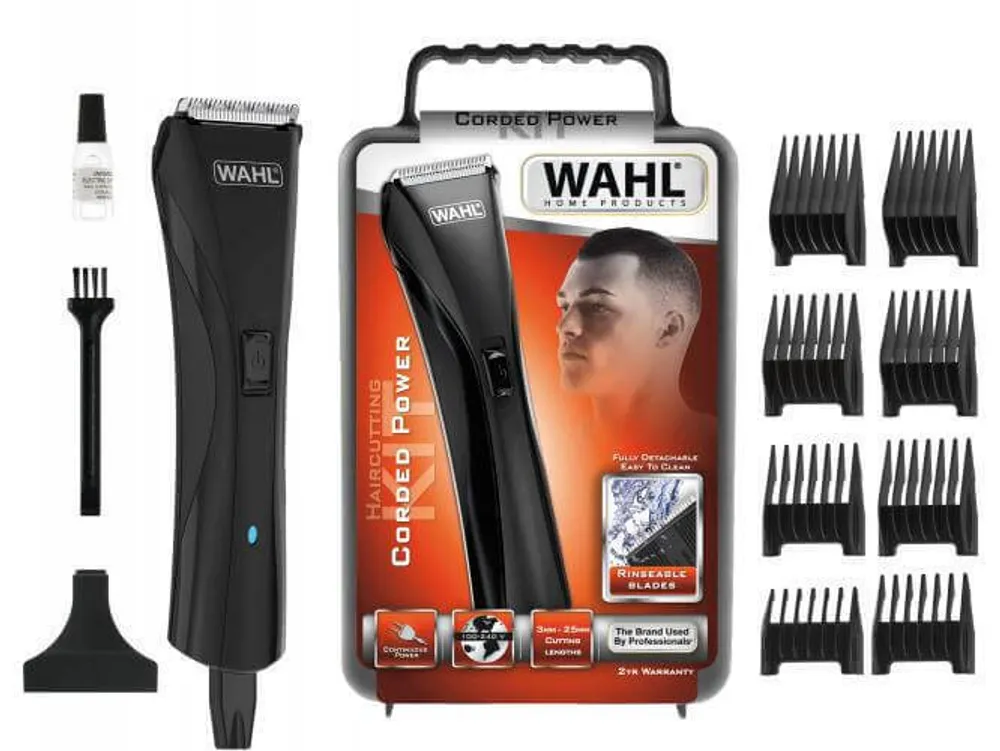 CORDED POWER
KIT
WAHL®
HOME PRODUCTS
WAHL
WAHL
HAIRCUTTING
KIT
CORDED POWER
FULLY DETACHABLE
EASY TO CLEAN
RINSEABLE
BLADES
CONTINUOUS
POWER
100-240 V
3MM - 25MM
CUTTING
LENGTHS
The Brand Used
By Professionals
2YR WARRANTY